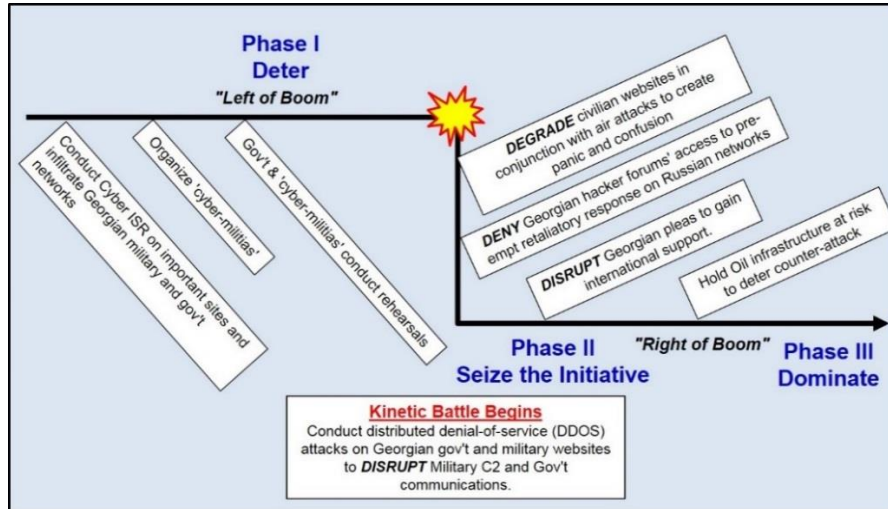 Phase I
Deter
"Left of Boom"
Conduct Cyber ISR on important sites and
infiltrate Georgian military and gov't
networks
Organize 'cyber-militias'
Gov't & 'cyber-militias' conduct rehearsals
DEGRADE civilian websites in
conjunction with air attacks to create
panic and confusion
DENY Georgian hacker forums' access to pre-
empt retaliatory response on Russian networks
DISRUPT Georgian pleas to gain
international support.
Hold Oil infrastructure at risk
to deter counter-attack
Phase II
Seize the Initiative
"Right of Boom"
Phase III
Dominate
Kinetic Battle Begins
Conduct distributed denial-of-service (DDOS)
attacks on Georgian gov't and military websites
to DISRUPT Military C2 and Gov't
communications.